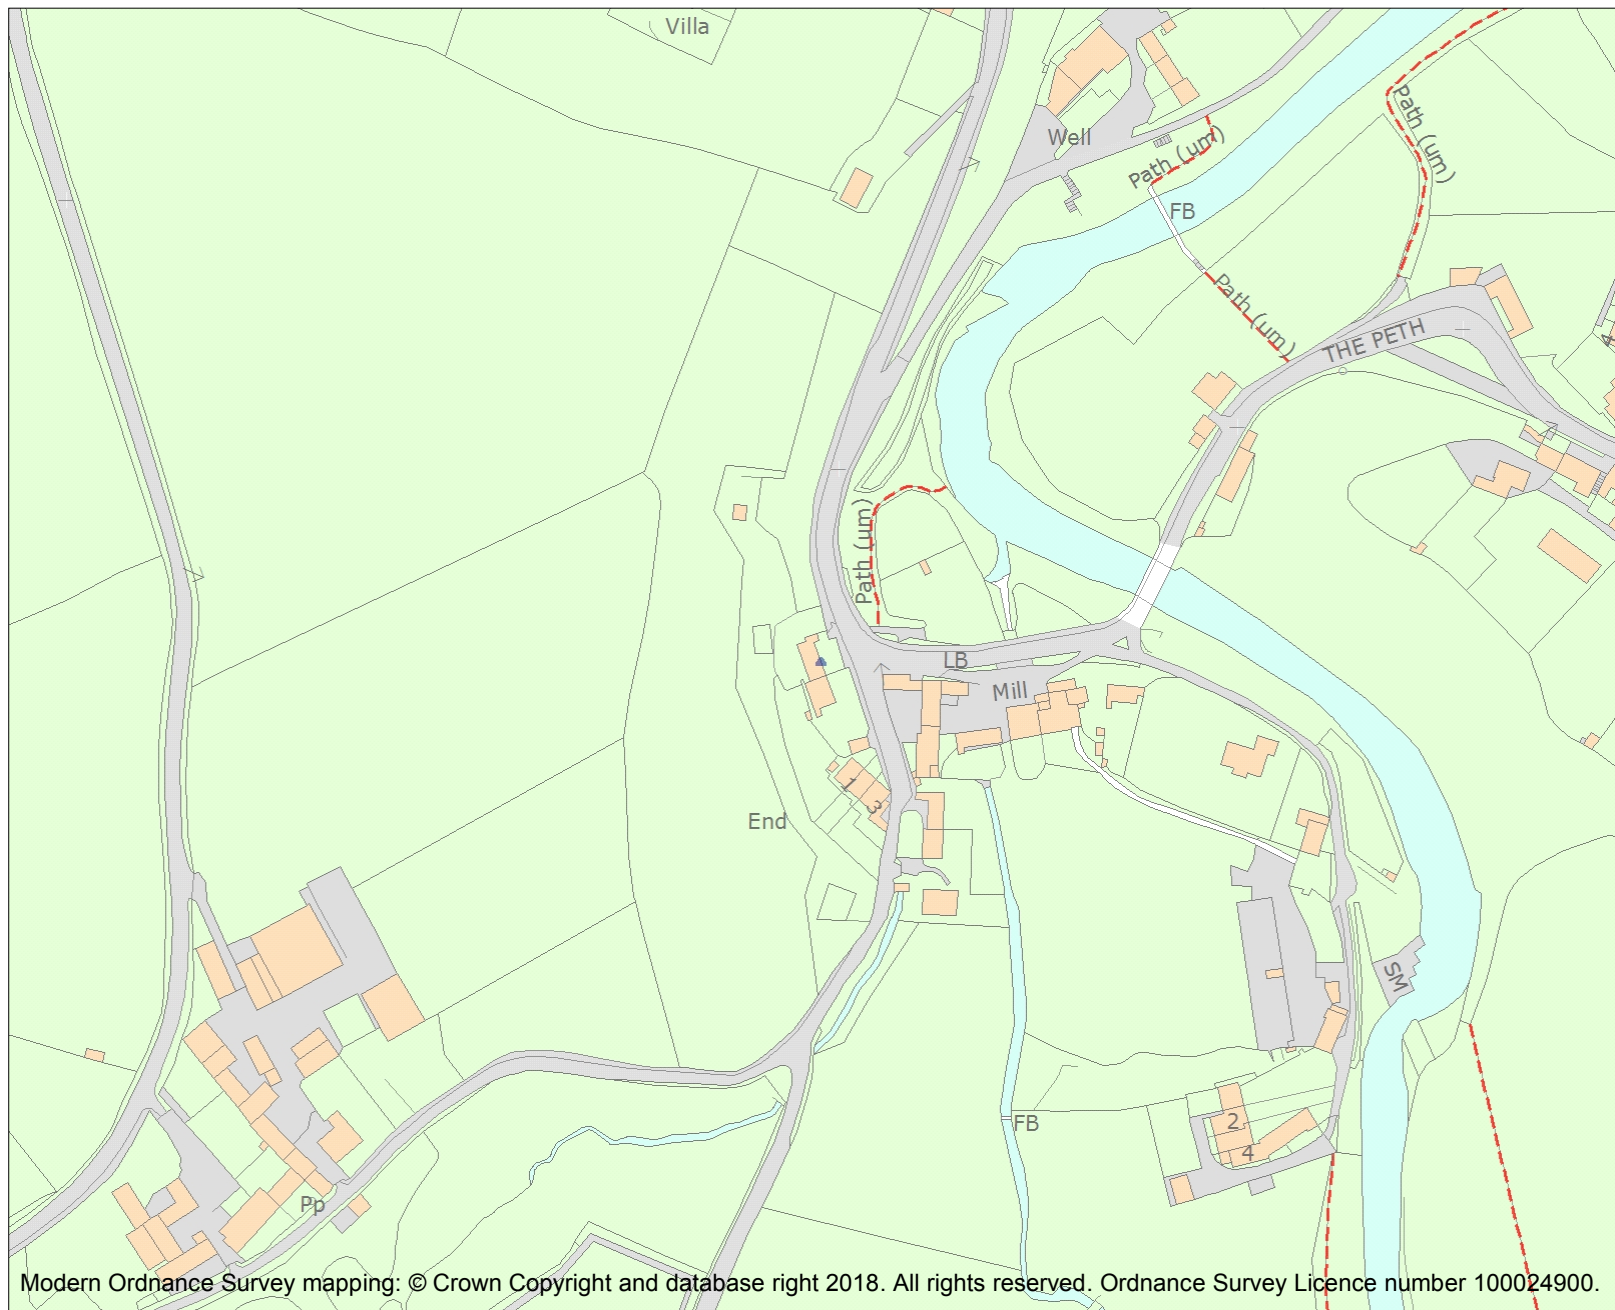 Villa
Path (um)
Well
Path (um)
FB
Path (um)
THE PETH
4
Path (um)
LB
Mill
1
3
End
SM
FB
2
4
Pp
Modern Ordnance Survey mapping: © Crown Copyright and database right 2018. All rights reserved. Ordnance Survey Licence number 100024900.